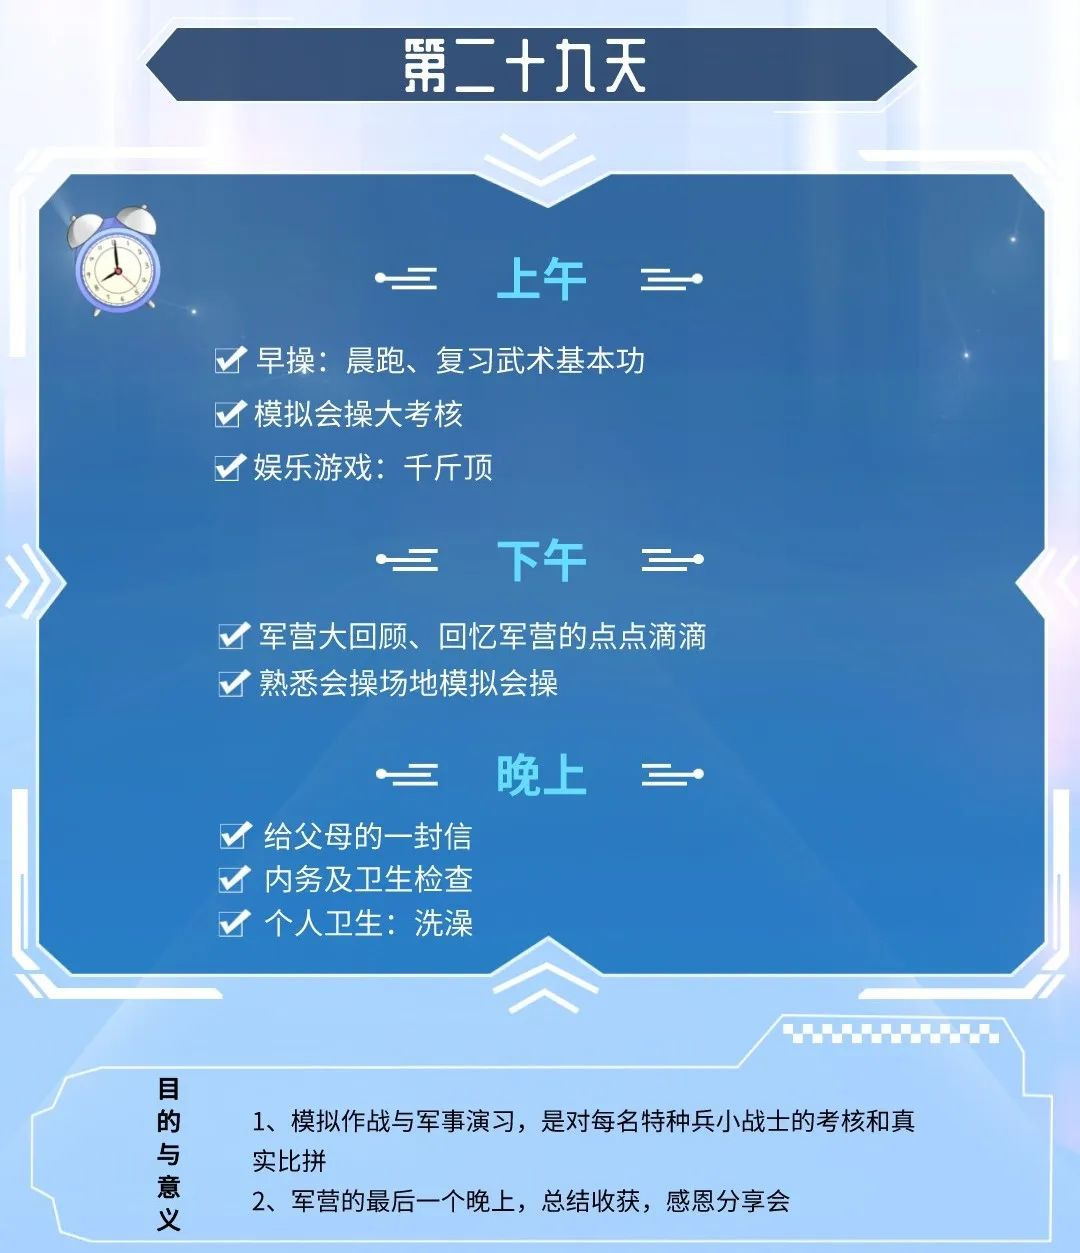 第二十九天
上午
早操：晨跑、复习武术基本功
模拟会操大考核
娱乐游戏：千斤顶
下午
军营大回顾、回忆军营的点点滴滴
熟悉会操场地模拟会操
晚上
给父母的一封信
内务及卫生检查
个人卫生：洗澡
目的与意义
1、模拟作战与军事演习，是对每名特种兵小战士的考核和真
实比拼
2、军营的最后一个晚上，总结收获，感恩分享会